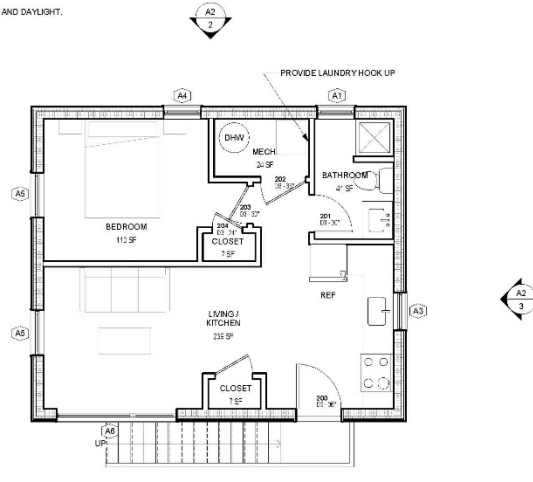 AND DAYLIGHT.
A2
2
PROVIDE LAUNDRY HOOK UP
A4
A1
DHW
MECH.
24 SF
BATHROOM
41 SF
202
203
201
204
A5
BEDROOM
113 SF
CLOSET
7 SF
REF
A2
3
A3
LIVING /
KITCHEN
A5
CLOSET
7 SF
200
A6
UP